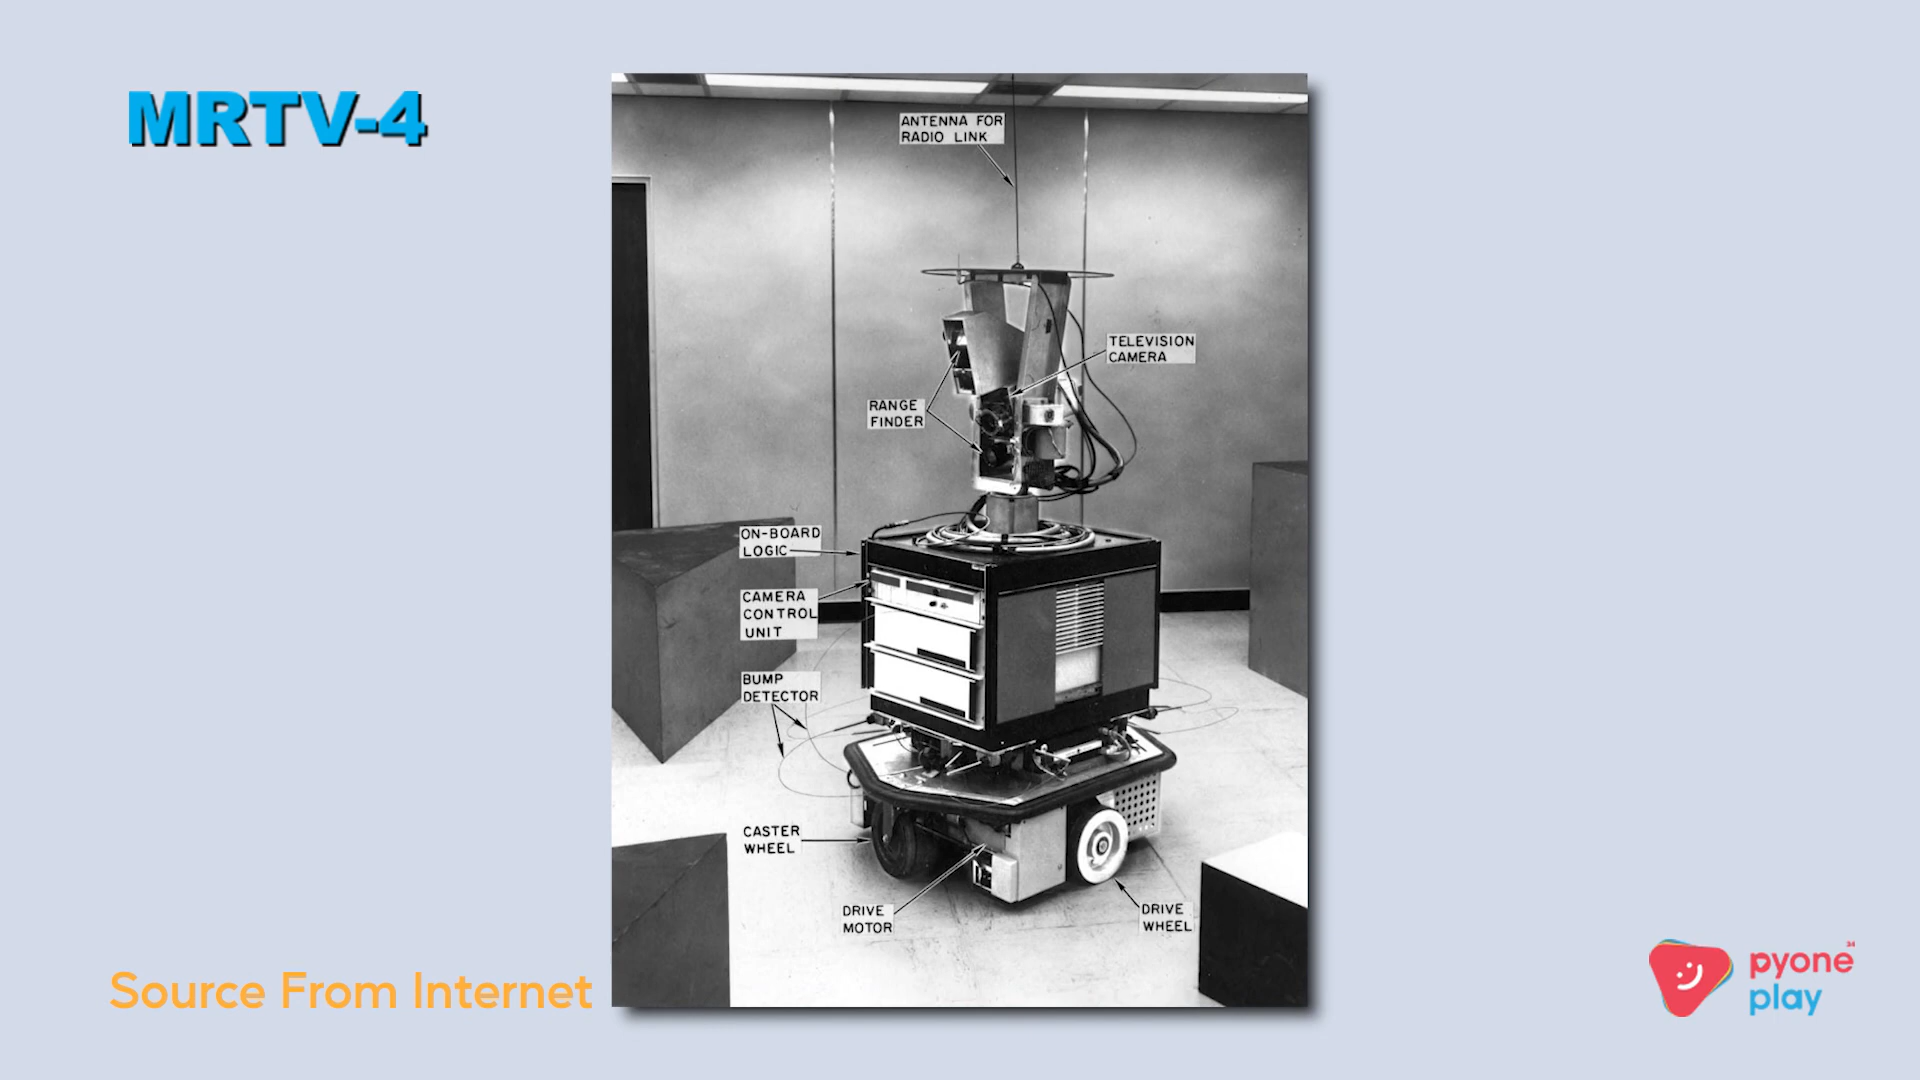 MRTV-4
ANTENNA FOR
RADIO LINK
TELEVISION
CAMERA
RANGE
FINDER
ON-BOARD
LOGIC
CAMERA
CONTROL
UNIT
BUMP
DETECTOR
CASTER
WHEEL
DRIVE
MOTOR
DRIVE
WHEEL
Source From Internet
pyone
play